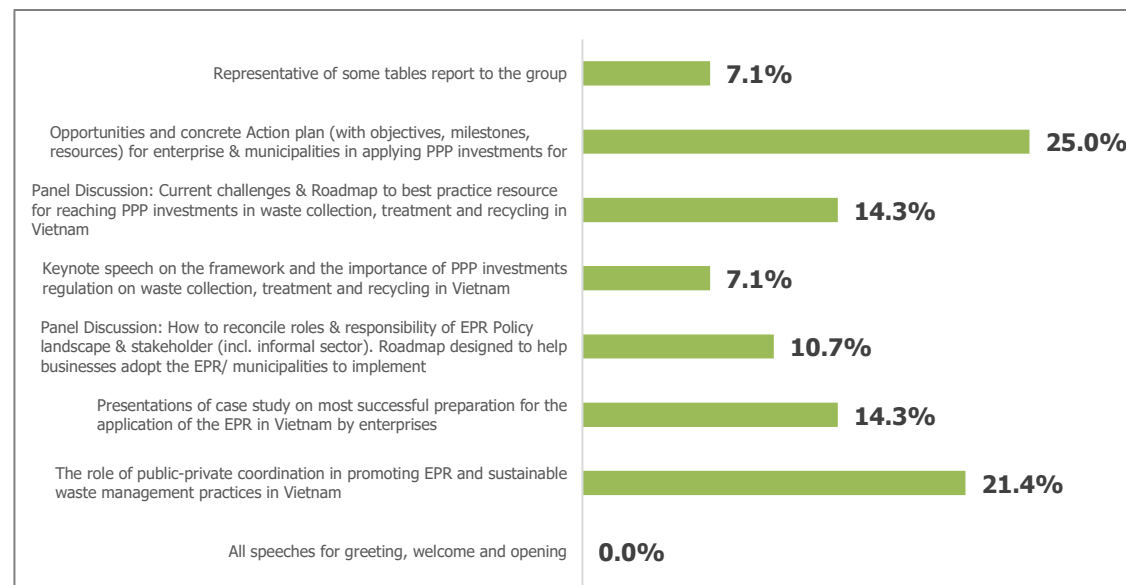 Representative of some tables report to the group
7.1%
Opportunities and concrete Action plan (with objectives, milestones,
resources) for enterprise & municipalities in applying PPP investments for
25.0%
Panel Discussion: Current challenges & Roadmap to best practice resource
for reaching PPP investments in waste collection, treatment and recycling in
Vietnam
14.3%
Keynote speech on the framework and the importance of PPP investments
regulation on waste collection, treatment and recycling in Vietnam
7.1%
Panel Discussion: How to reconcile roles & responsibility of EPR Policy
landscape & stakeholder (incl. informal sector). Roadmap designed to help
businesses adopt the EPR/ municipalities to implement
10.7%
Presentations of case study on most successful preparation for the
application of the EPR in Vietnam by enterprises
14.3%
The role of public-private coordination in promoting EPR and sustainable
waste management practices in Vietnam
21.4%
All speeches for greeting, welcome and opening
0.0%